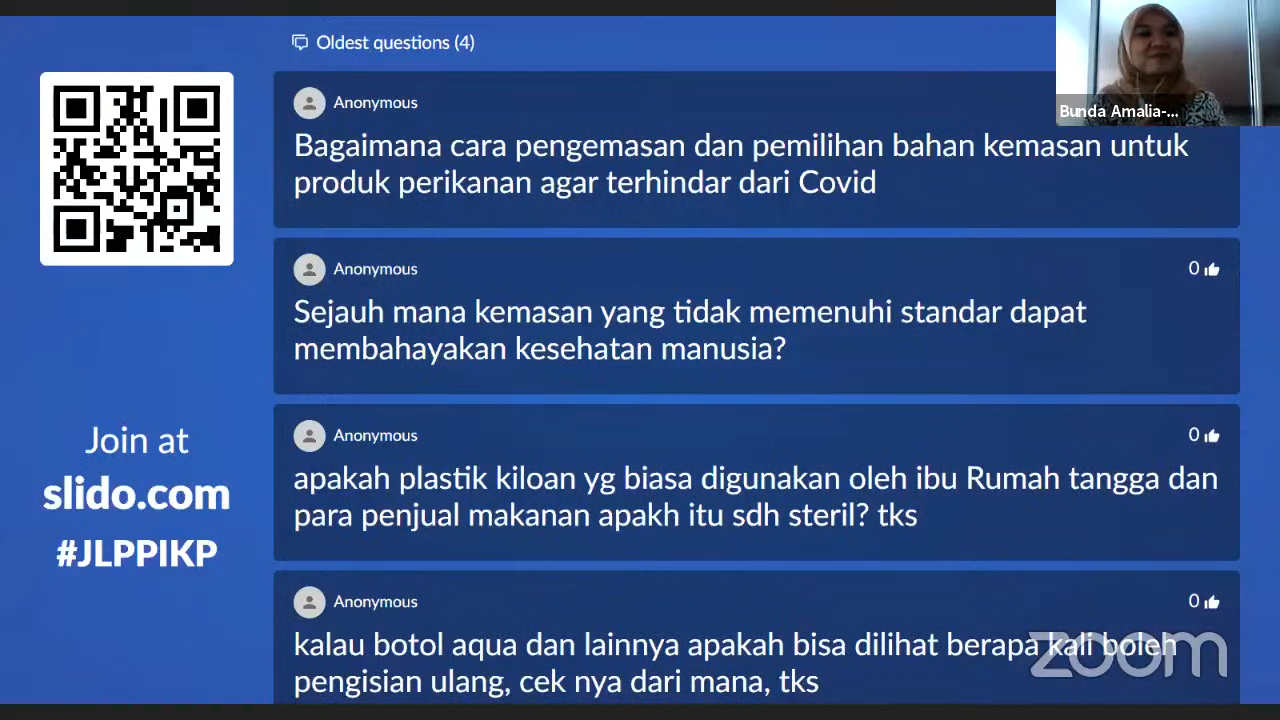 Oldest questions (4)
Anonymous
Bunda Amalia-...
Bagaimana cara pengemasan dan pemilihan bahan kemasan untuk
produk perikanan agar terhindar dari Covid
Anonymous
0
Sejauh mana kemasan yang tidak memenuhi standar dapat
membahayakan kesehatan manusia?
Join at
slido.com
#JLPPIKP
Anonymous
0
apakah plastik kiloan yg biasa digunakan oleh ibu Rumah tangga dan
para penjual makanan apakh itu sdh steril? tks
Anonymous
0
kalau botol aqua dan lainnya apakah bisa dilihat berapa kali boleh
pengisian ulang, cek nya dari mana, tks
zoom